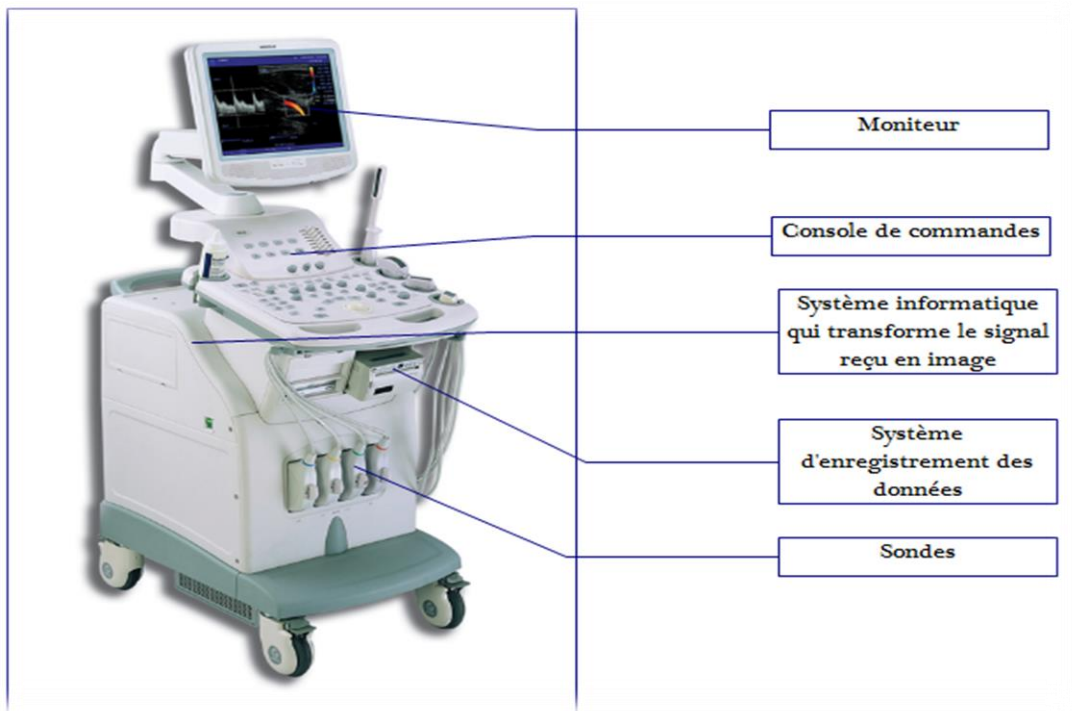 Moniteur
Console de commandes
Système informatique
qui transforme le signal
reçu en image
Système
d'enregistrement des
données
Sondes